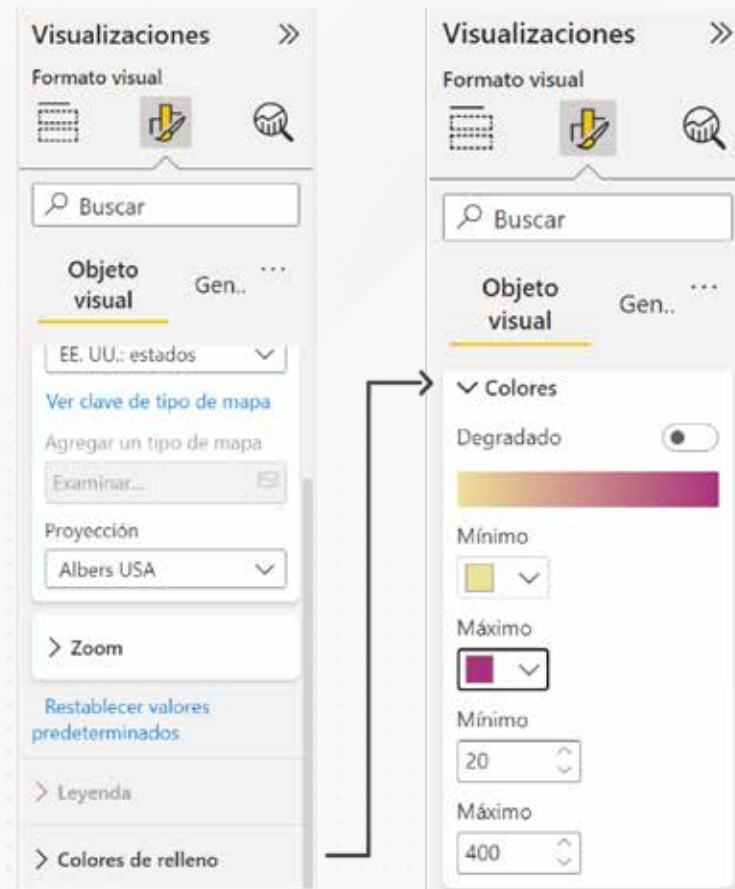 Visualizaciones
Formato visual
Buscar
Objeto
visual
Gen..
...
EE. UU.: estados
Ver clave de tipo de mapa
Agregar un tipo de mapa
Examinar...
Proyección
Albers USA
Zoom
Restablecer valores
predeterminados
Leyenda
Colores de relleno
Visualizaciones
Formato visual
Buscar
Objeto
visual
Gen..
...
Colores
Degradado
Mínimo
Máximo
Mínimo
20
Máximo
400